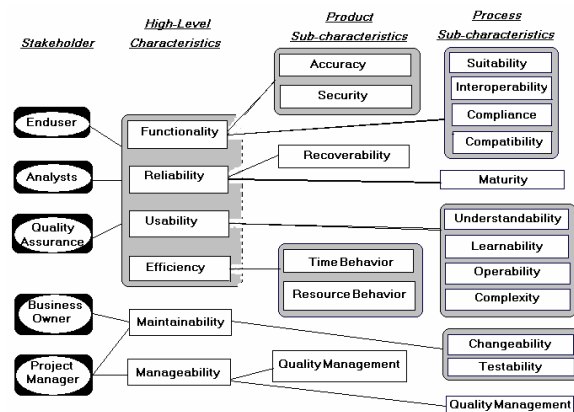 Stakeholder
High-Level
Characteristics
Product
Sub-characteristics
Process
Sub-characteristics
Enduser
Analysts
Quality
Assurance
Business
Owner
Project
Manager
Functionality
Reliability
Usability
Efficiency
Maintainability
Manageability
Accuracy
Security
Recoverability
Time Behavior
Resource Behavior
Quality Management
Suitability
Interoperability
Compliance
Compatibility
Maturity
Understandability
Learnability
Operability
Complexity
Changeability
Testability
Quality Management